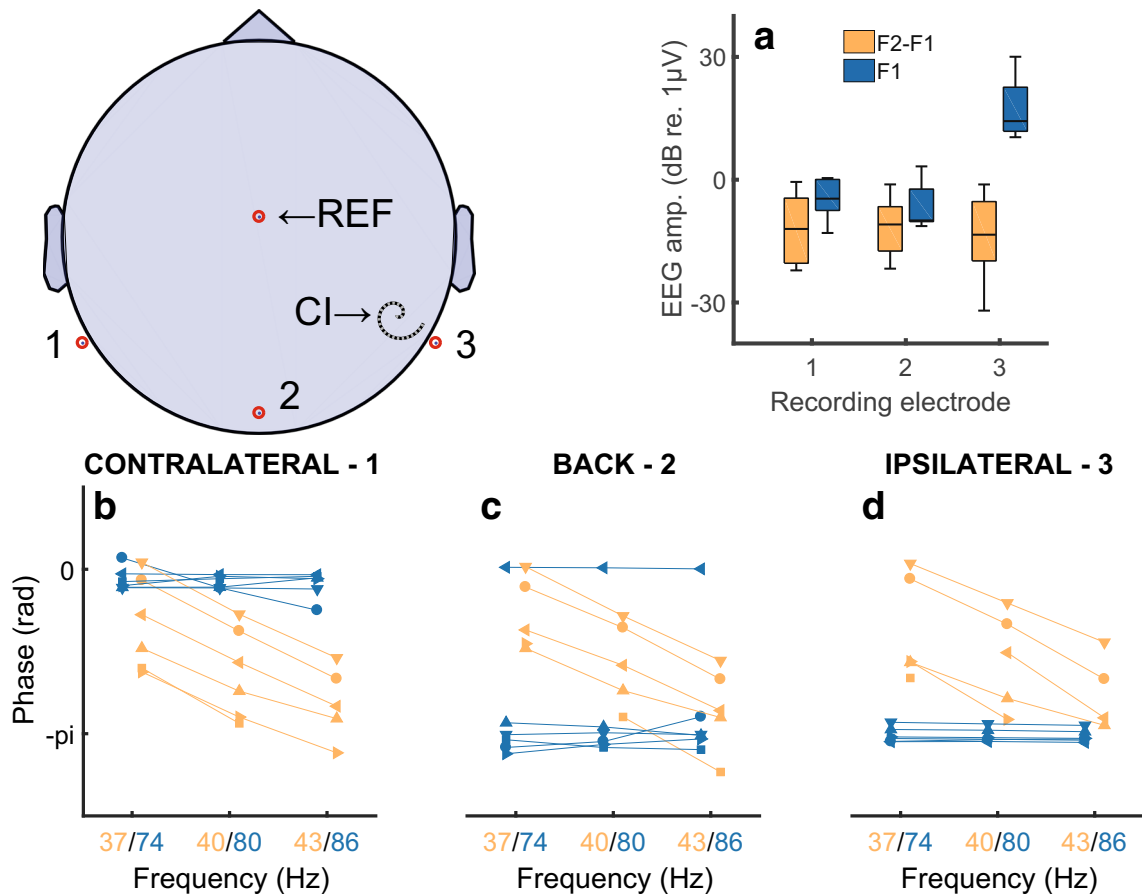 ←REF
CI→
1
2
3
a
F2-F1
F1
EEG amp. (dB re. 1µV)
30
0
-30
1 2 3
Recording electrode
CONTRALATERAL - 1
BACK - 2
IPSILATERAL - 3
b
c
d
Phase (rad)
0
-pi
37/74 40/80 43/86
Frequency (Hz)
37/74 40/80 43/86
Frequency (Hz)
37/74 40/80 43/86
Frequency (Hz)